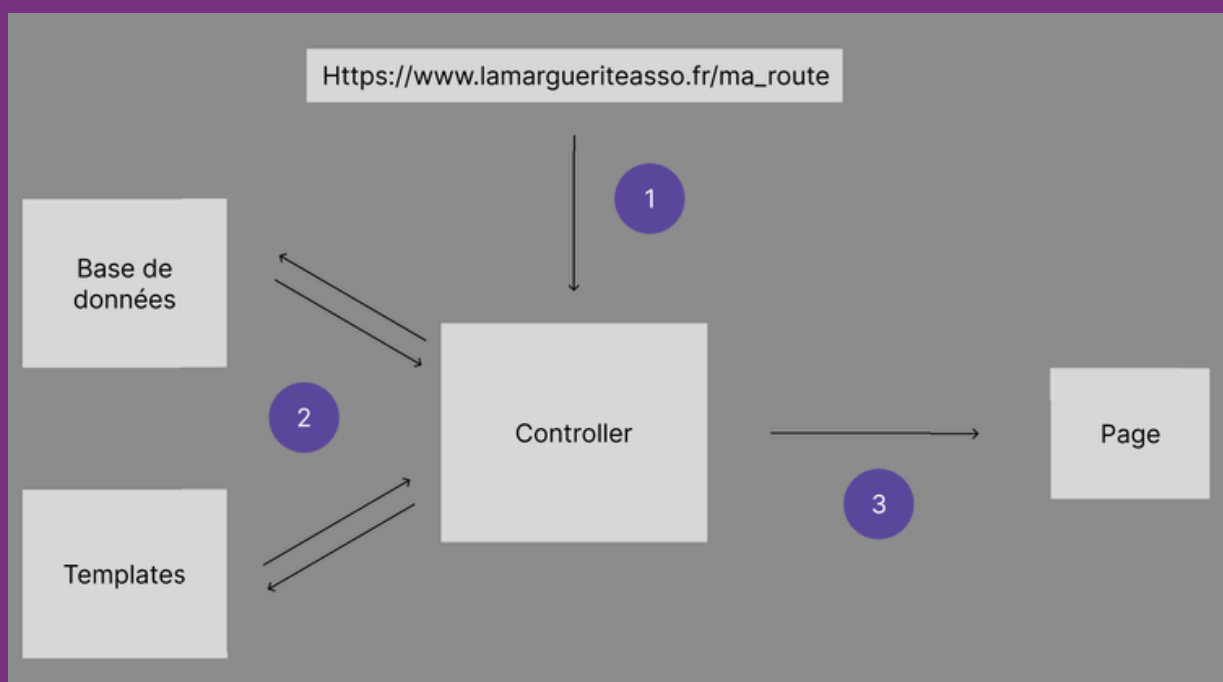 Https://www.lamargueriteasso.fr/ma_route
1
Base de
données
2
Controller
Page
3
Templates